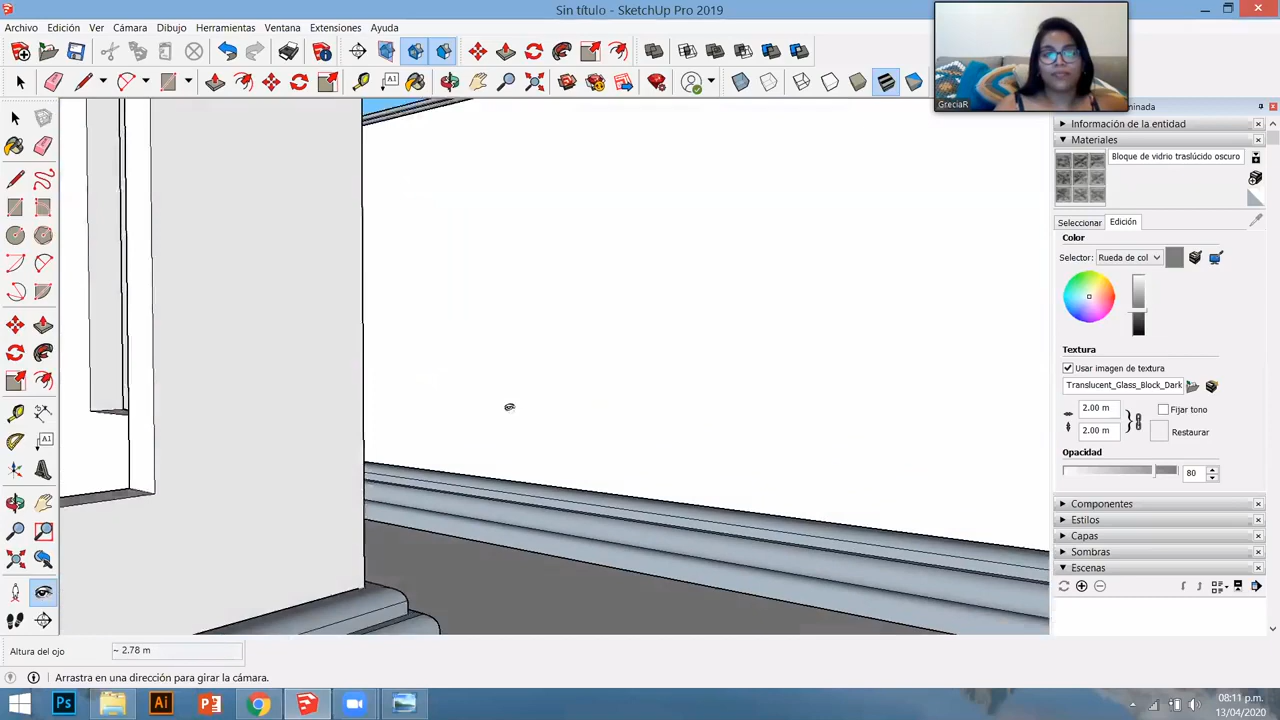 Sin título - SketchUp Pro 2019
Archivo Edición Ver Cámara Dibujo Herramientas Ventana Extensiones Ayuda
GreciaR
minada
Información de la entidad
Materiales
Bloque de vidrio traslúcido oscuro
Seleccionar Edición
Color
Selector: Rueda de col
Textura
Usar imagen de textura
Translucent_Glass_Block_Dark
2.00 m Fijar tono
2.00 m Restaurar
Opacidad
80
Componentes
Estilos
Capas
Sombras
Escenas
Altura del ojo ~ 2.78 m
Arrastra en una dirección para girar la cámara.
08:11 p.m.
13/04/2020